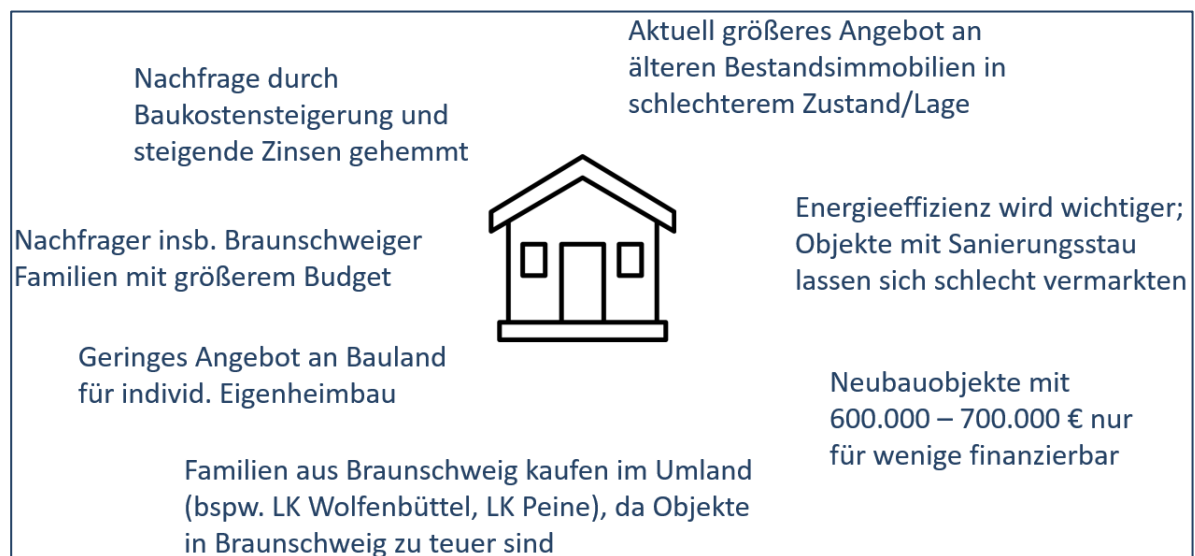 Aktuell größeres Angebot an
älteren Bestandsimmobilien in
schlechterem Zustand/Lage
Nachfrage durch
Baukostensteigerung und
steigende Zinsen gehemmt
Energieeffizienz wird wichtiger;
Objekte mit Sanierungsstau
lassen sich schlecht vermarkten
Nachfrager insb. Braunschweiger
Familien mit größerem Budget
Geringes Angebot an Bauland
für individ. Eigenheimbau
Neubauobjekte mit
600.000 – 700.000 € nur
für wenige finanzierbar
Familien aus Braunschweig kaufen im Umland
(bspw. LK Wolfenbüttel, LK Peine), da Objekte
in Braunschweig zu teuer sind